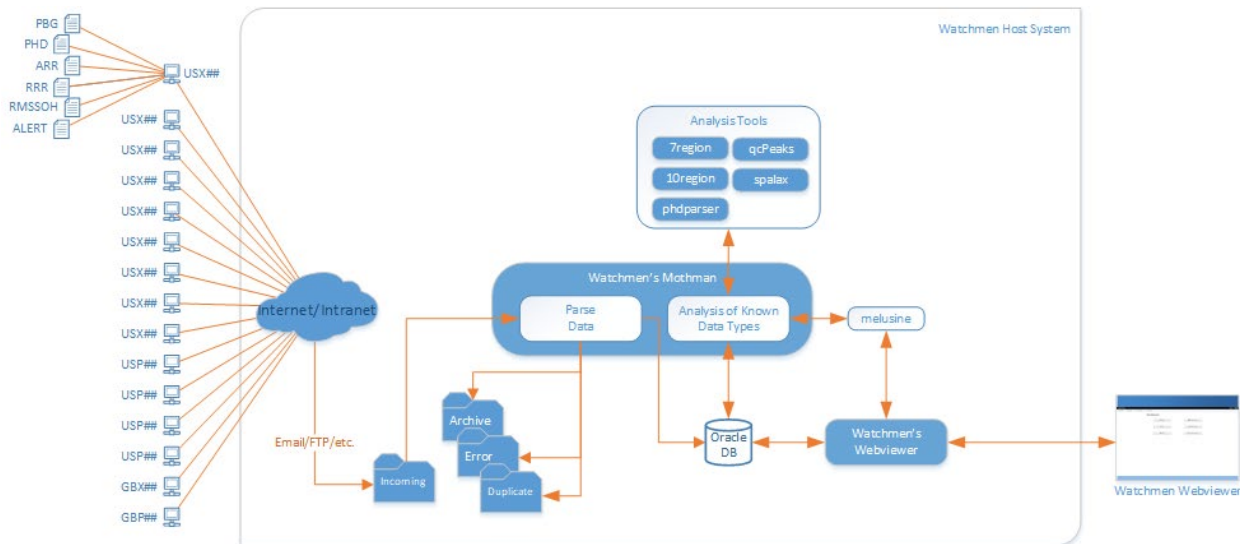 PBG
PHD
ARR
RRR
RMSSOH
ALERT
USX##
USX##
USX##
USX##
USX##
USX##
USX##
USX##
USX##
USP##
USP##
USP##
USP##
GBX##
GBP##
Internet/Intranet
Email/FTP/etc.
Incoming
Watchmen Host System
Analysis Tools
7region
qcPeaks
10region
spalax
phdparser
Watchmen's Mothman
Parse
Data
Analysis of Known
Data Types
melusine
Archive
Error
Duplicate
Oracle
DB
Watchmen's
Webviewer
Watchmen Webviewer